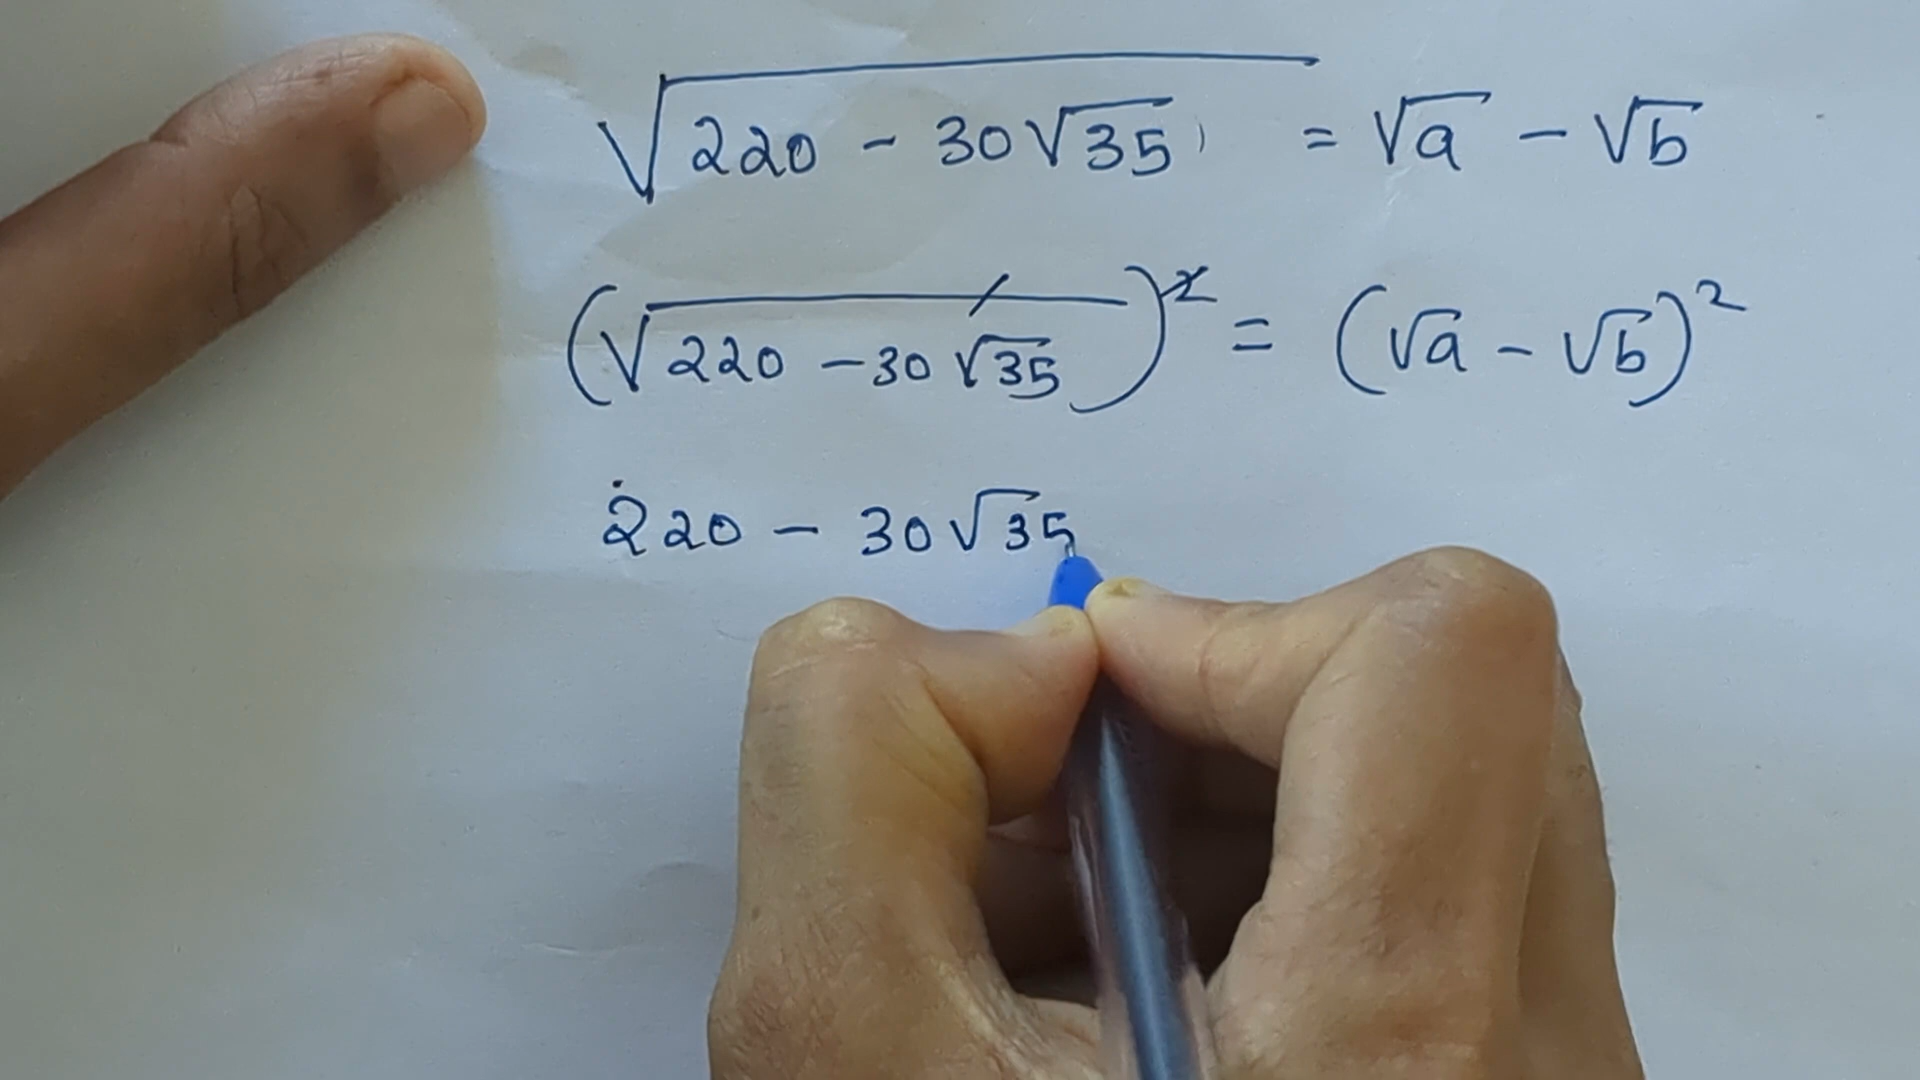 √(220 - 30√35) = √a - √b
(√(220 - 30√35))² = (√a - √b)²
220 - 30√35